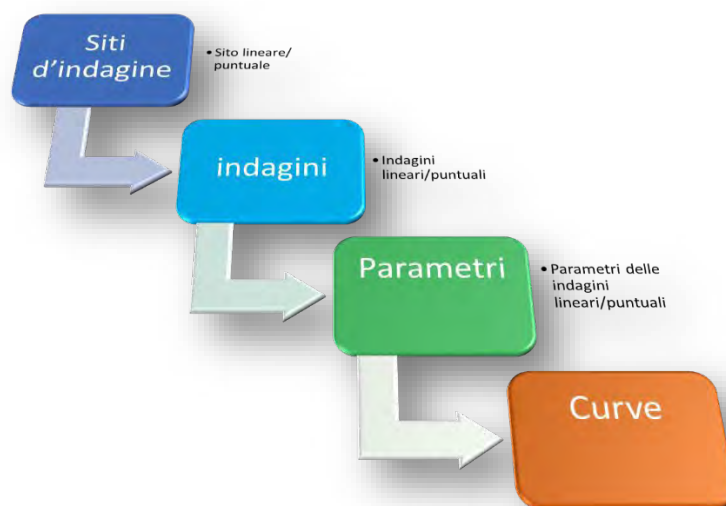 Siti
d’indagine
• Sito lineare/
puntuale
indagini
• Indagini
lineari/puntuali
Parametri
• Parametri delle
indagini
lineari/puntuali
Curve